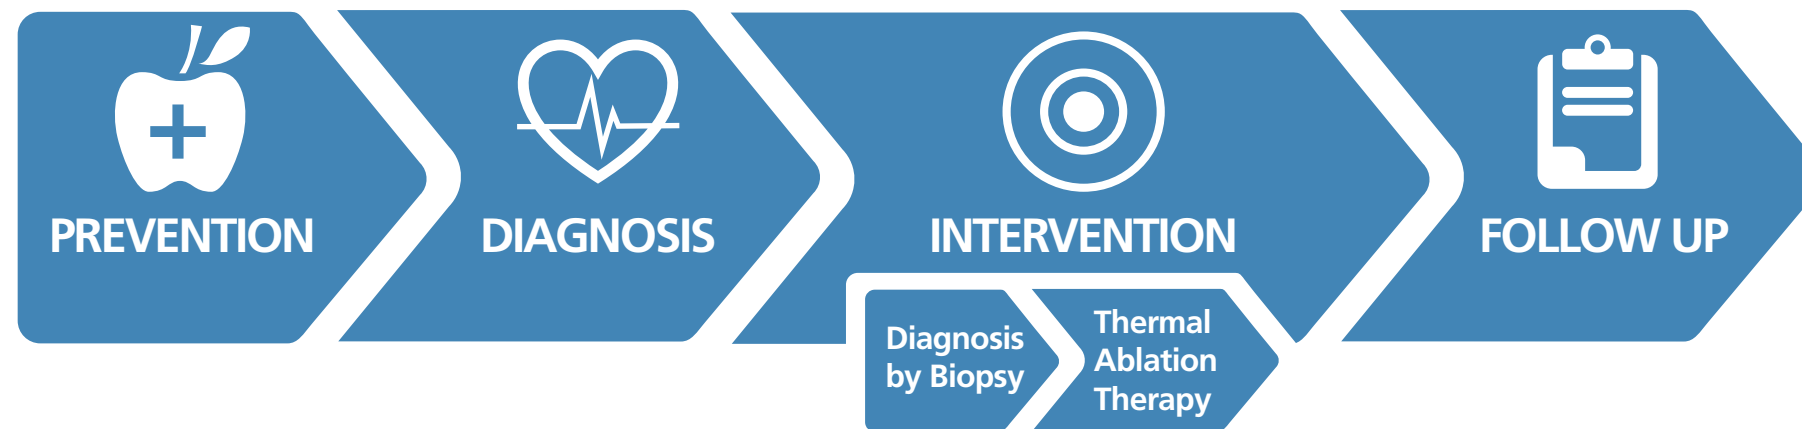 PREVENTION
DIAGNOSIS
INTERVENTION
FOLLOW UP
Diagnosis
by Biopsy
Thermal
Ablation
Therapy